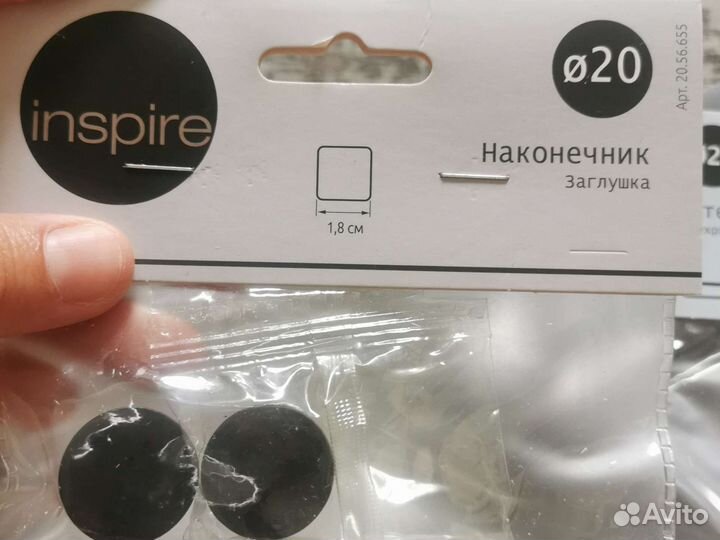 inspire
ø20
Арт. 20.56.655
Наконечник
Заглушка
1,8 см
Avito